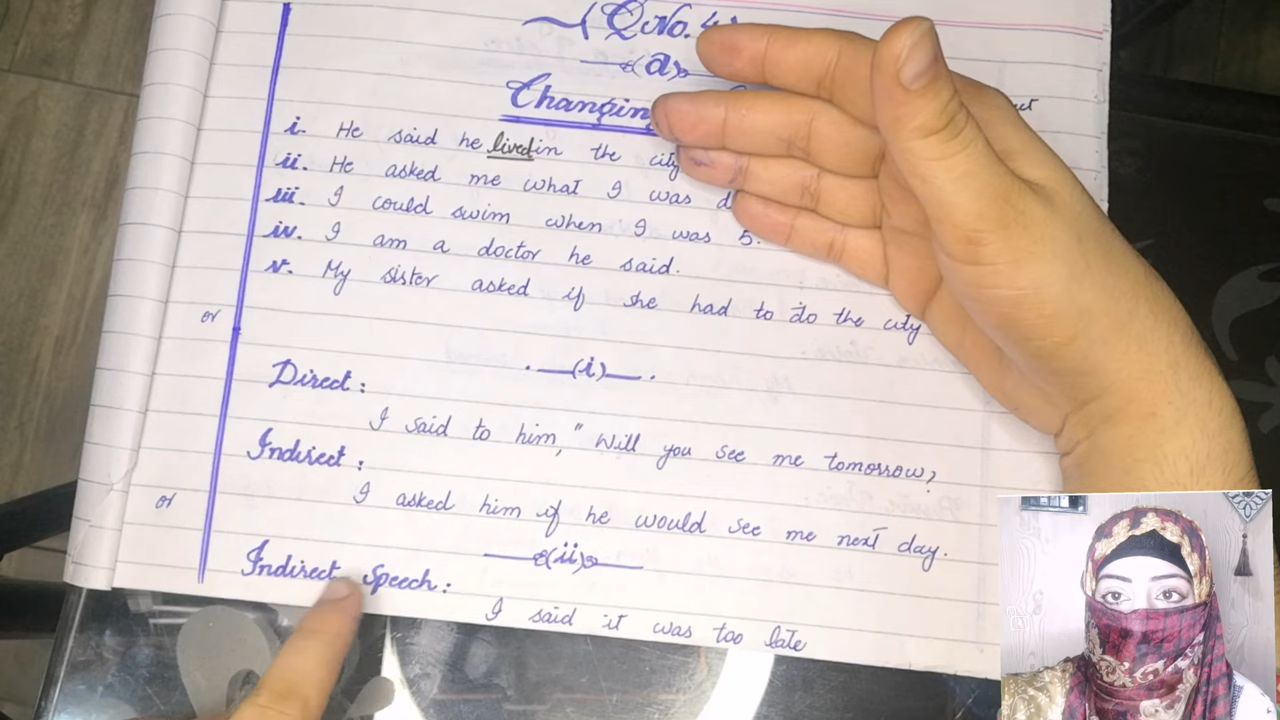 (Q No. 4)
(a)
Changing
i. He said he lived in the city
ii. He asked me what I was
iii. I could swim when I was 5.
iv. I am a doctor he said.
v. My sister asked if she had to do the city
or
(i)
Direct:
I said to him, " Will you see me tomorrow?
Indirect:
I asked him if he would see me next day.
or
(ii)
Indirect Speech:
I said it was too late